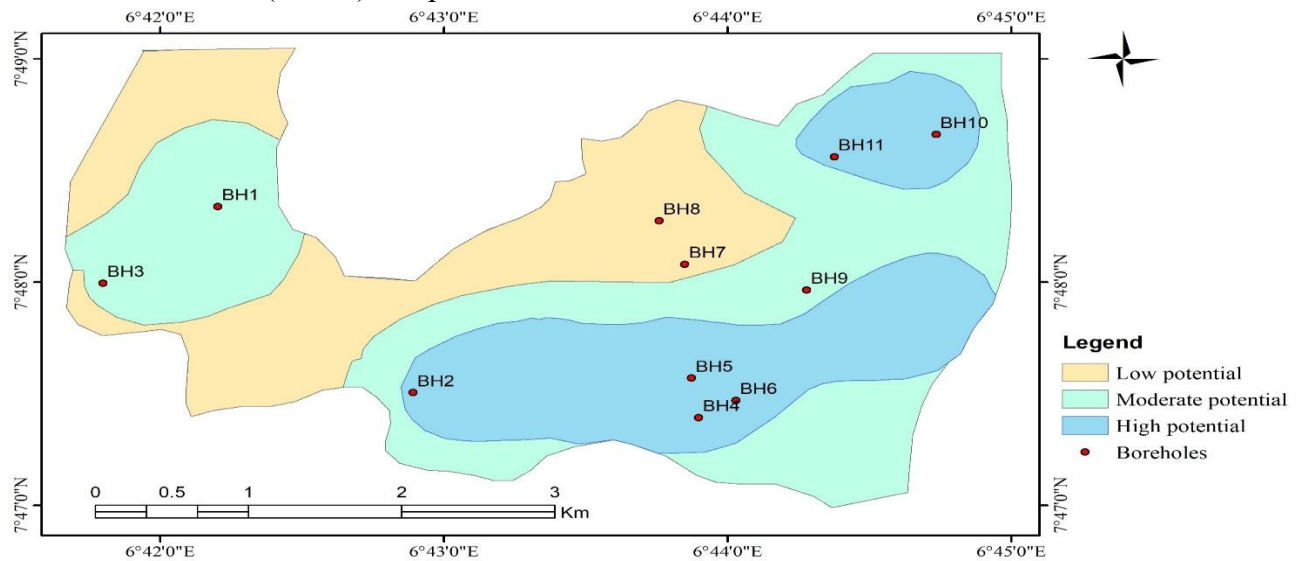 6°42'0"E 6°43'0"E 6°44'0"E 6°45'0"E
7°49'0"N 7°49'0"N
BH10
BH11
BH1
BH8
BH7
BH3
7°48'0"N 7°48'0"N
BH9
Legend
Low potential
Moderate potential
High potential
Boreholes
BH5
BH2
BH6
BH4
0 0.5 1 2 3
Km
7°47'0"N 7°47'0"N
6°42'0"E 6°43'0"E 6°44'0"E 6°45'0"E